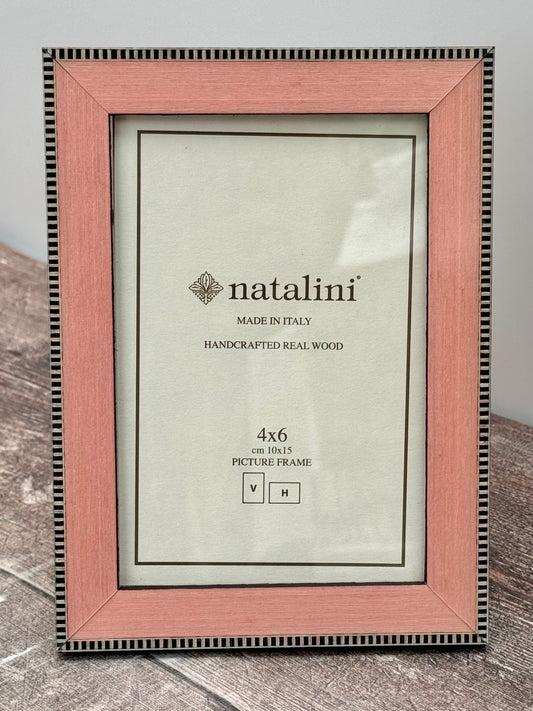 natalini®
MADE IN ITALY
HANDCRAFTED REAL WOOD
4x6
cm 10x15
PICTURE FRAME
V H